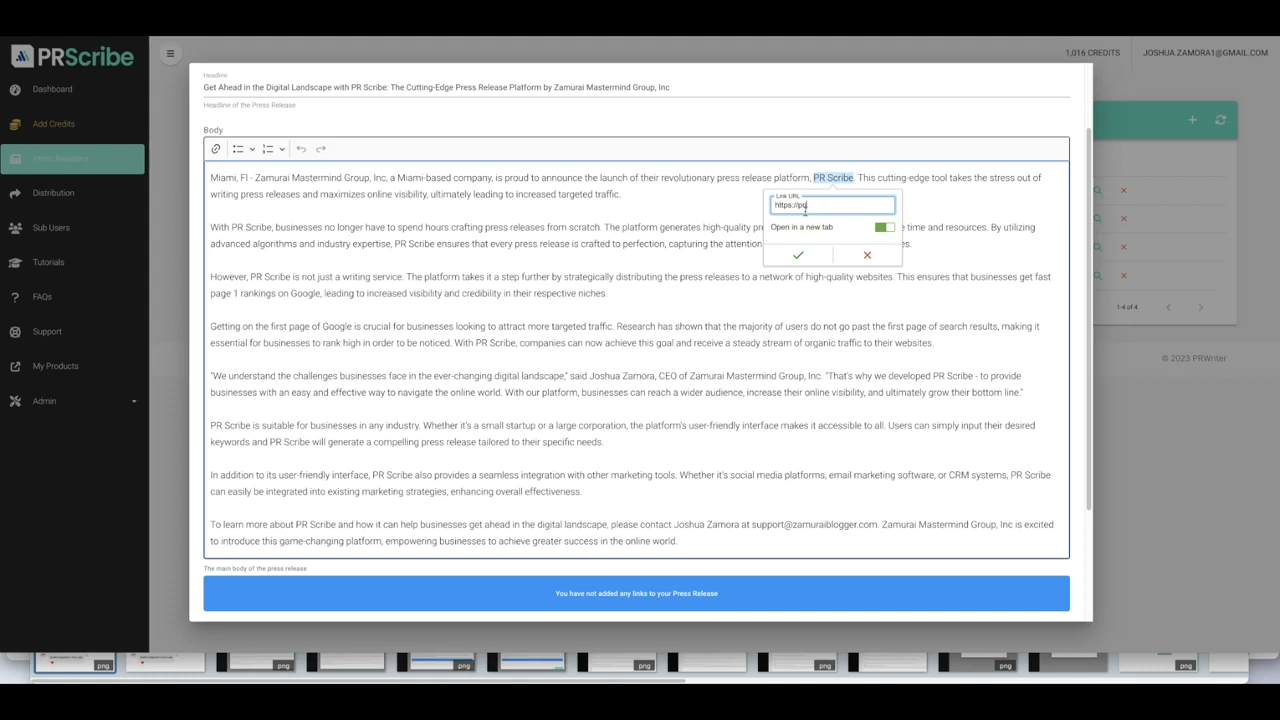 PRScribe
1,016 CREDITS
JOSHUA.ZAMORA1@GMAIL.COM
Dashboard
Add Credits
Press Releases
Distribution
Sub Users
Tutorials
FAQs
Support
My Products
Admin
Headline
Get Ahead in the Digital Landscape with PR Scribe: The Cutting-Edge Press Release Platform by Zamurai Mastermind Group, Inc
Headline of the Press Release
Body
Miami, Fl - Zamurai Mastermind Group, Inc, a Miami-based company, is proud to announce the launch of their revolutionary press release platform, PR Scribe. This cutting-edge tool takes the stress out of
writing press releases and maximizes online visibility, ultimately leading to increased targeted traffic.
Link URL
https://pq
Open in a new tab
With PR Scribe, businesses no longer have to spend hours crafting press releases from scratch. The platform generates high-quality pr
e time and resources. By utilizing
advanced algorithms and industry expertise, PR Scribe ensures that every press release is crafted to perfection, capturing the attention
es.
However, PR Scribe is not just a writing service. The platform takes it a step further by strategically distributing the press releases to a network of high-quality websites. This ensures that businesses get fast
page 1 rankings on Google, leading to increased visibility and credibility in their respective niches.
Getting on the first page of Google is crucial for businesses looking to attract more targeted traffic. Research has shown that the majority of users do not go past the first page of search results, making it
essential for businesses to rank high in order to be noticed. With PR Scribe, companies can now achieve this goal and receive a steady stream of organic traffic to their websites.
"We understand the challenges businesses face in the ever-changing digital landscape," said Joshua Zamora, CEO of Zamurai Mastermind Group, Inc. "That's why we developed PR Scribe - to provide
businesses with an easy and effective way to navigate the online world. With our platform, businesses can reach a wider audience, increase their online visibility, and ultimately grow their bottom line."
PR Scribe is suitable for businesses in any industry. Whether it's a small startup or a large corporation, the platform's user-friendly interface makes it accessible to all. Users can simply input their desired
keywords and PR Scribe will generate a compelling press release tailored to their specific needs.
In addition to its user-friendly interface, PR Scribe also provides a seamless integration with other marketing tools. Whether it's social media platforms, email marketing software, or CRM systems, PR Scribe
can easily be integrated into existing marketing strategies, enhancing overall effectiveness.
To learn more about PR Scribe and how it can help businesses get ahead in the digital landscape, please contact Joshua Zamora at support@zamuraiblogger.com. Zamurai Mastermind Group, Inc is excited
to introduce this game-changing platform, empowering businesses to achieve greater success in the online world.
The main body of the press release
You have not added any links to your Press Release
1-4 of 4
© 2023 PRWriter
png
png
png
png
png
png
png
png